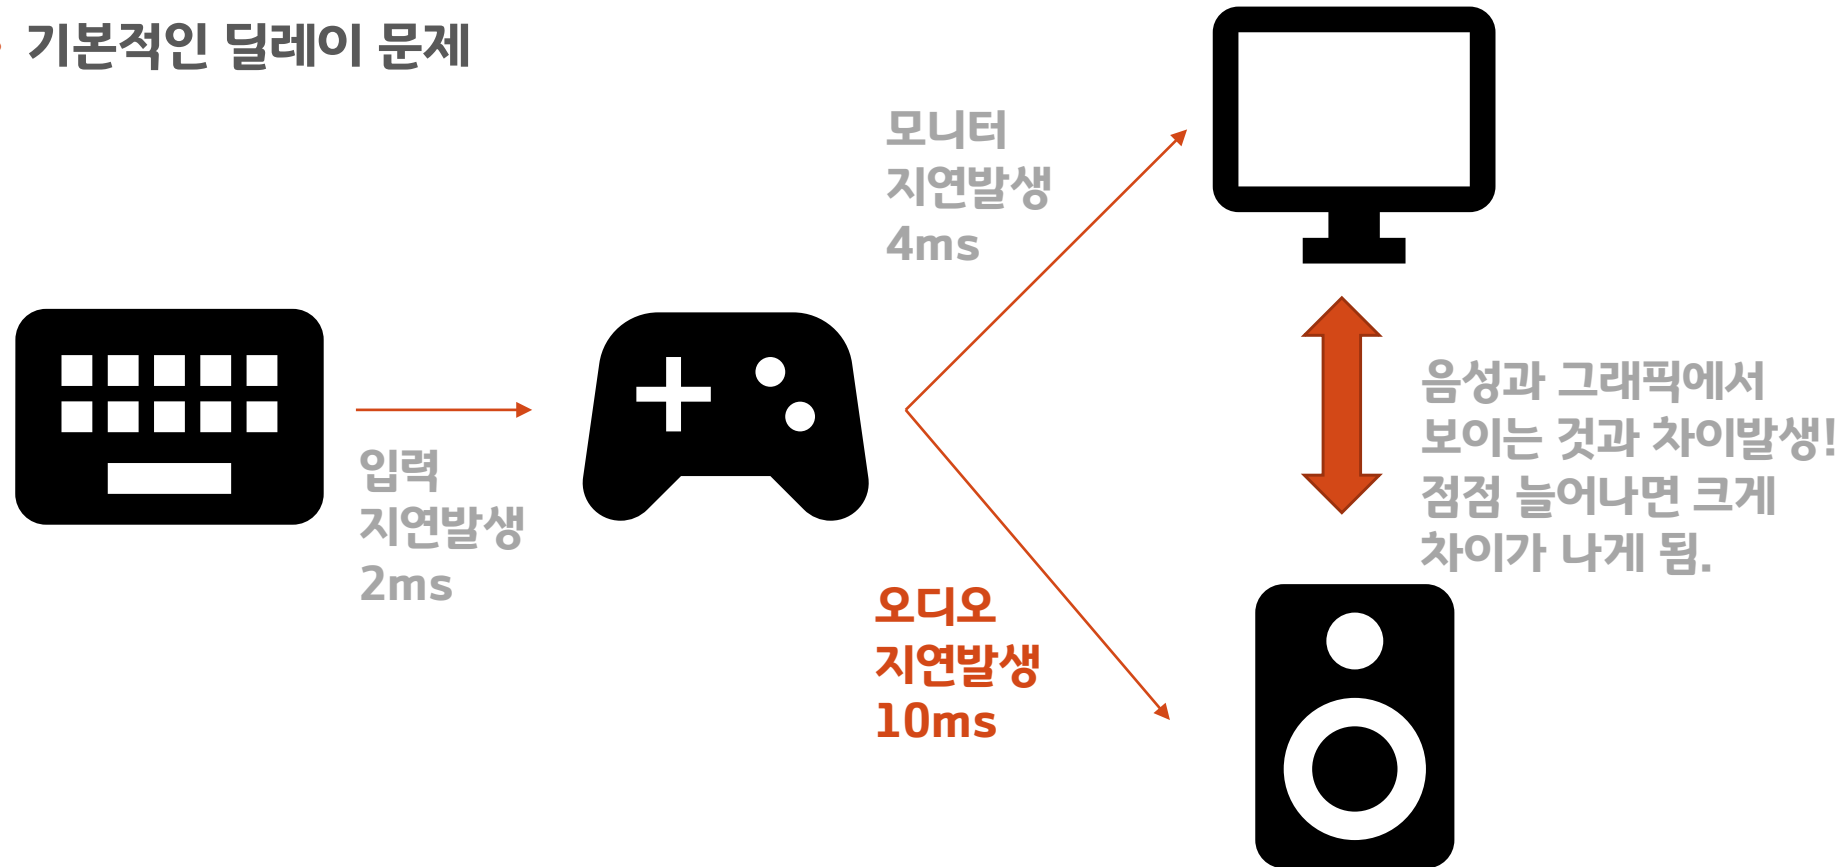 기본적인 딜레이 문제
모니터
지연발생
4ms
입력
지연발생
2ms
오디오
지연발생
10ms
음성과 그래픽에서
보이는 것과 차이발생!
점점 늘어나면 크게
차이가 나게 됨.